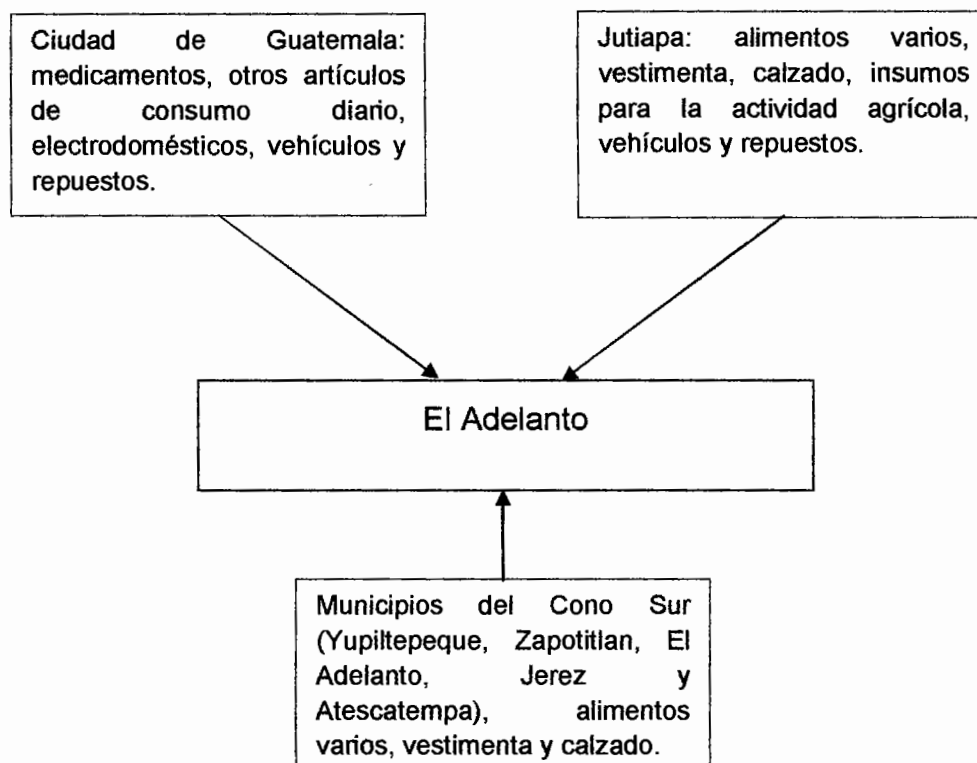 Ciudad de Guatemala:
medicamentos, otros artículos
de consumo diario,
electrodomésticos, vehículos y
repuestos.
Jutiapa: alimentos varios,
vestimenta, calzado, insumos
para la actividad agrícola,
vehículos y repuestos.
El Adelanto
Municipios del Cono Sur
(Yupiltepeque, Zapotitlan, El
Adelanto, Jerez y
Atescatempa), alimentos
varios, vestimenta y calzado.